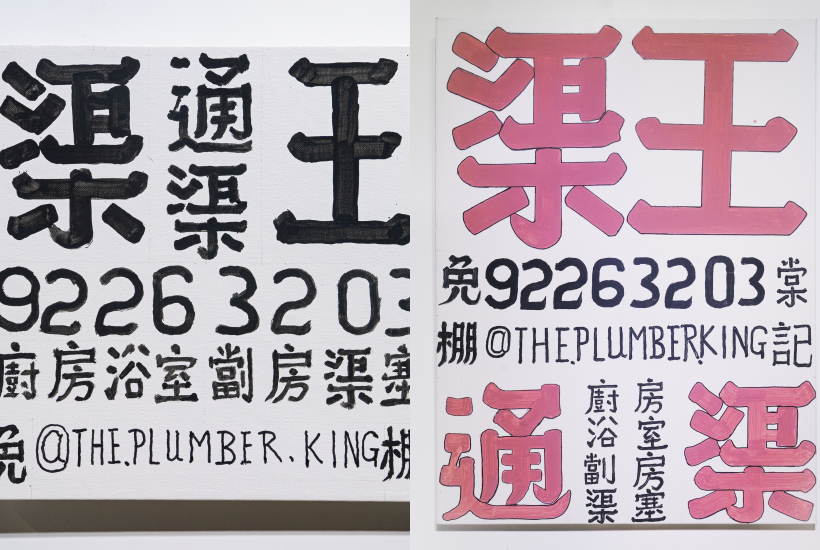 渠 通渠 王
92263203
廚房浴室劏房渠塞
免@THE.PLUMBER.KING棚
渠王
免92263203棠
棚@THE.PLUMBERKING記
通 廚浴劏渠 房室房塞 渠